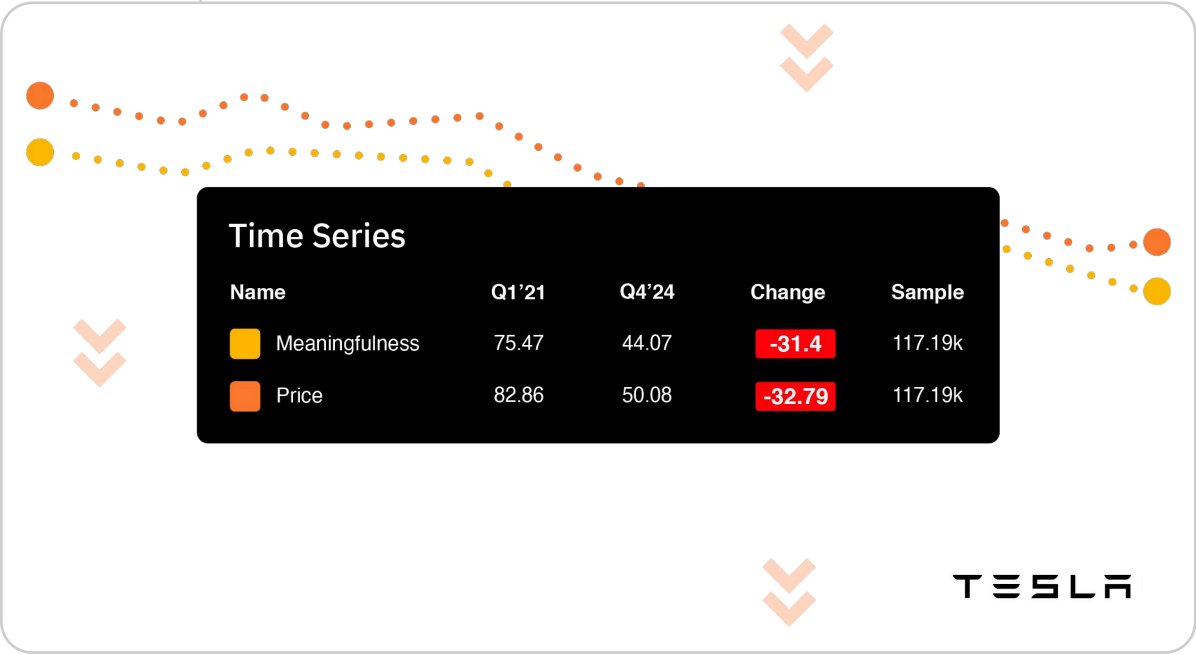 Time Series
Name Q1’21 Q4’24 Change Sample
Meaningfulness 75.47 44.07 -31.4 117.19k
Price 82.86 50.08 -32.79 117.19k
TESLA